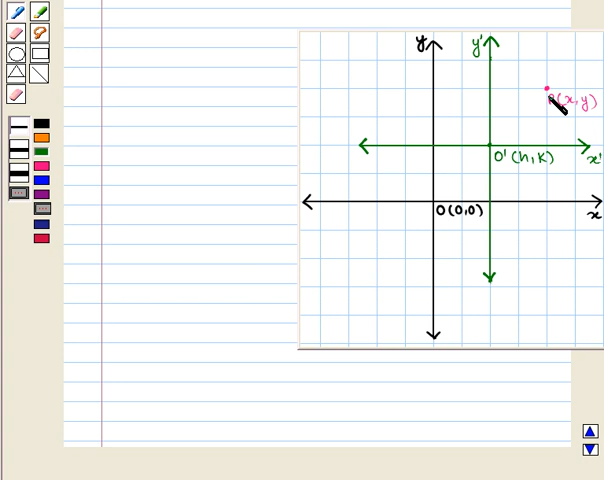 y y'
P(x,y)
O'(h,k) x'
O(0,0) x